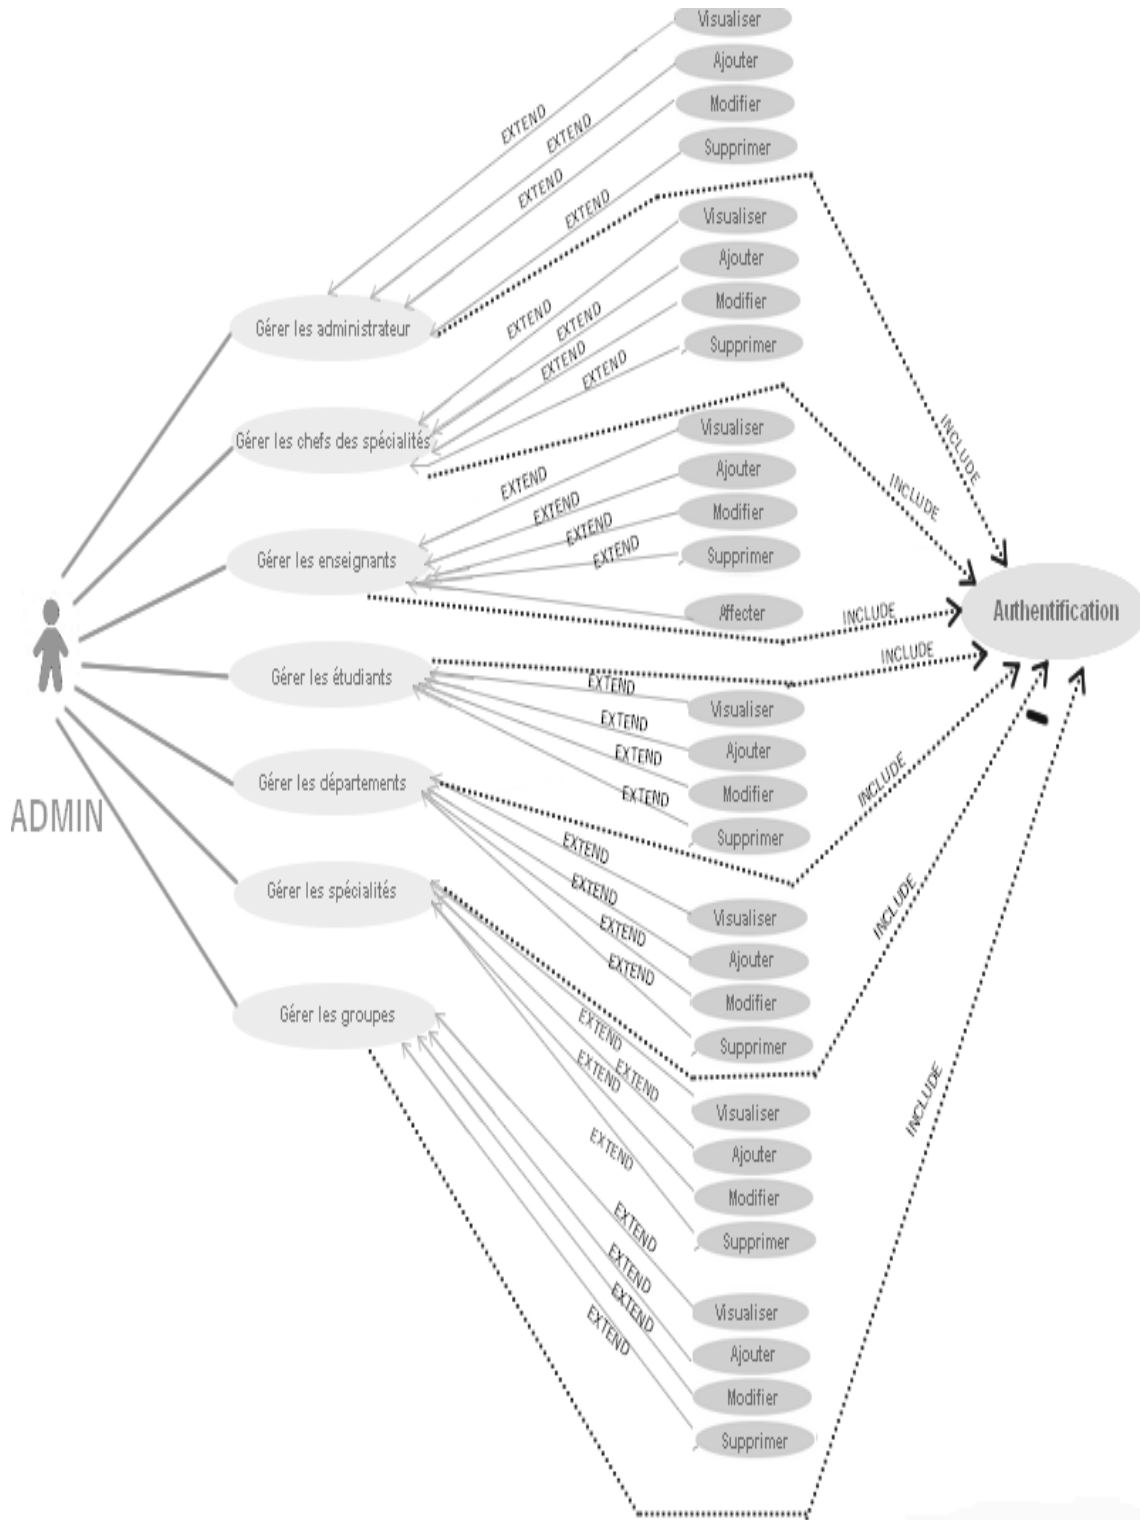 Visualiser
Ajouter
Modifier
Supprimer
EXTEND
EXTEND
EXTEND
EXTEND
Gérer les administrateur
Visualiser
Ajouter
Modifier
Supprimer
EXTEND
EXTEND
EXTEND
EXTEND
Gérer les chefs des spécialités
INCLUDE
INCLUDE
Visualiser
Ajouter
Modifier
Supprimer
Affecter
EXTEND
EXTEND
EXTEND
EXTEND
Gérer les enseignants
INCLUDE
Authentification
Gérer les étudiants
INCLUDE
EXTEND
EXTEND
EXTEND
EXTEND
Visualiser
Ajouter
Modifier
Supprimer
ADMIN
Gérer les départements
INCLUDE
EXTEND
EXTEND
EXTEND
EXTEND
Visualiser
Ajouter
Modifier
Supprimer
Gérer les spécialités
INCLUDE
EXTEND
EXTEND
EXTEND
EXTEND
Visualiser
Ajouter
Modifier
Supprimer
Gérer les groupes
INCLUDE
EXTEND
EXTEND
EXTEND
EXTEND
Visualiser
Ajouter
Modifier
Supprimer